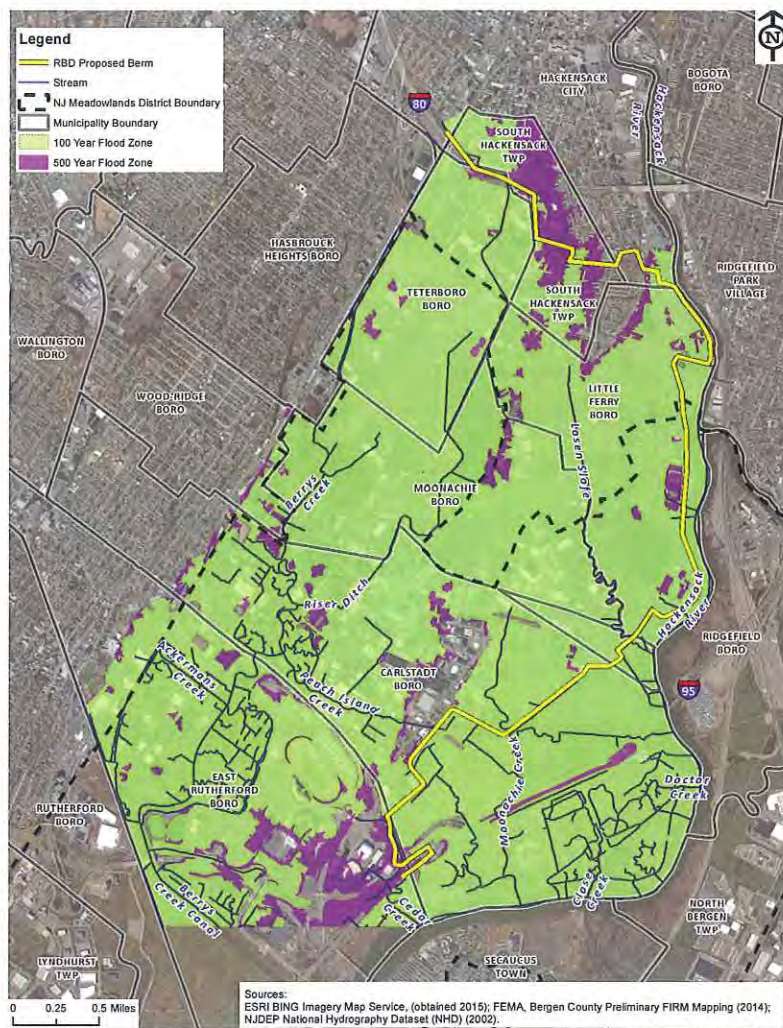 Legend
RBD Proposed Berm
Stream
NJ Meadowlands District Boundary
Municipality Boundary
100 Year Flood Zone
500 Year Flood Zone
N
80
HACKENSACK
CITY
BOGOTA
BORO
Hackensack
River
SOUTH
HACKENSACK
TWP
HASBROUCK
HEIGHTS BORO
RIDGEFIELD
PARK
VILLAGE
TETERBORO
BORO
SOUTH
HACKENSACK
TWP
WALLINGTON
BORO
WOOD-RIDGE
BORO
LITTLE
FERRY
BORO
Losen Slofe
MOONACHIE
BORO
Berrys
Creek
Riser Ditch
Hackensack
River
RIDGEFIELD
BORO
Ackermans
Creek
Peach Island
Creek
CARLSTADT
BORO
95
Moonachie Creek
Doctor
Creek
EAST
RUTHERFORD
BORO
RUTHERFORD
BORO
Berrys
Creek Canal
Cedar
Creek
Closet
Creek
NORTH
BERGEN
TWP
LYNDHURST
TWP
SECAUCUS
TOWN
0 0.25 0.5 Miles
Sources:
ESRI BING Imagery Map Service, (obtained 2015); FEMA, Bergen County Preliminary FIRM Mapping (2014);
NJDEP National Hydrography Dataset (NHD) (2002).